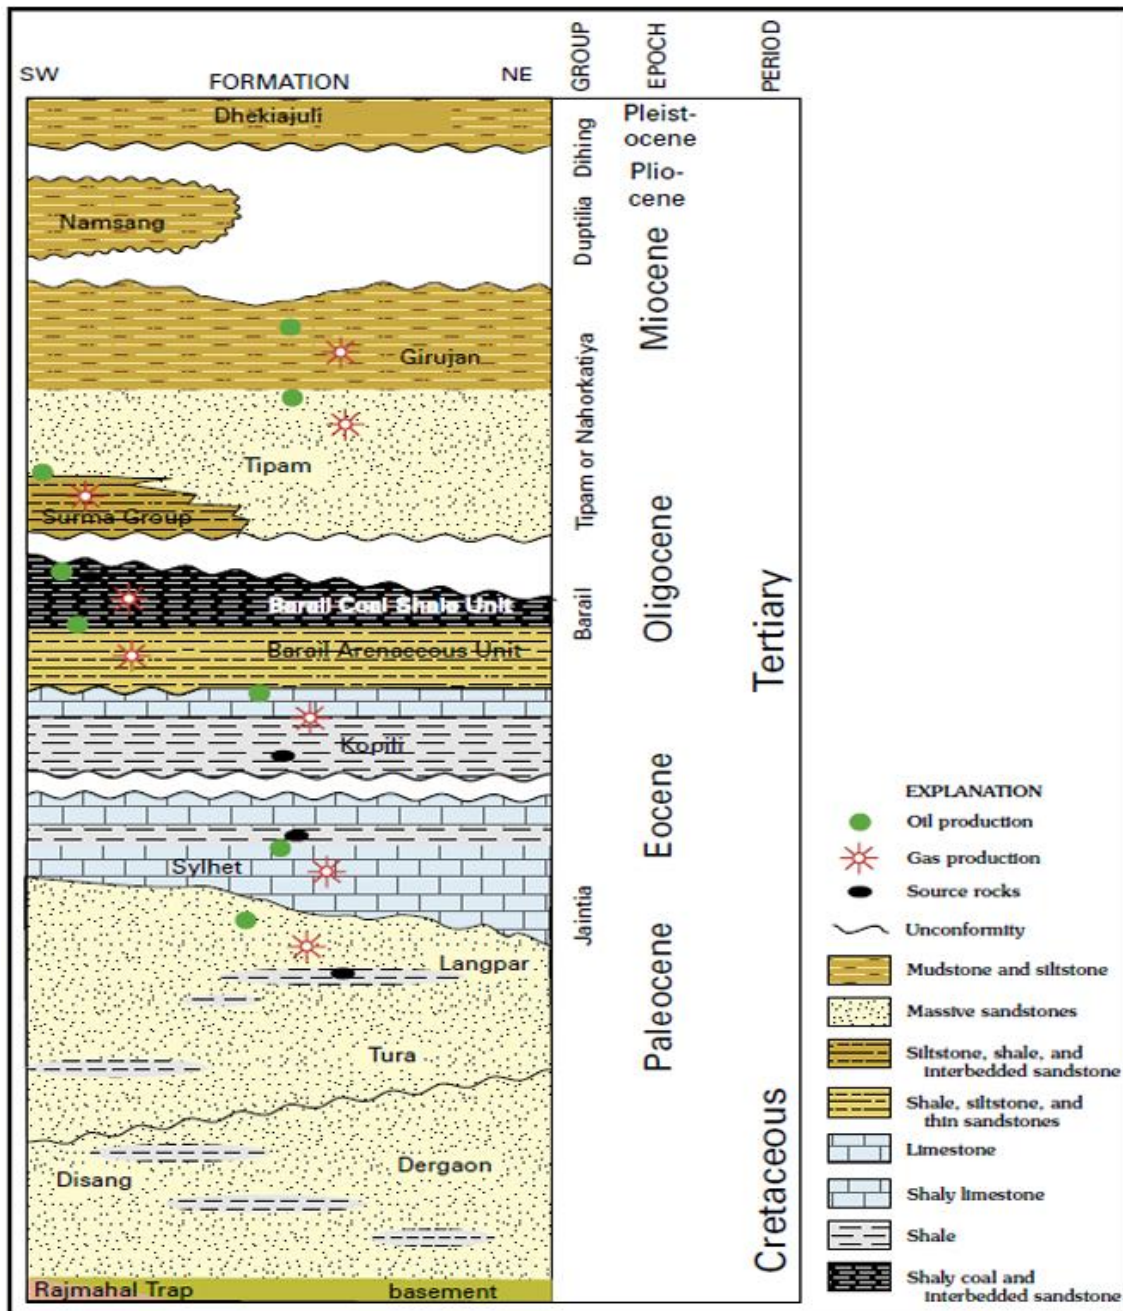 SW
FORMATION
NE
GROUP
EPOCH
PERIOD
Dhekiajuli
Namsang
Girujan
Tipam
Surma Group
Barail Coal Shale Unit
Barail Arenaceous Unit
Kopili
Sylhet
Langpar
Tura
Disang
Dergaon
Rajmahal Trap
basement
Dihing
Duptilia
Tipam or Nahorkatiya
Barail
Jaintia
Pleist-
ocene
Plio-
cene
Miocene
Oligocene
Eocene
Paleocene
Tertiary
Cretaceous
EXPLANATION
Oil production
Gas production
Source rocks
Unconformity
Mudstone and siltstone
Massive sandstones
Siltstone, shale, and
interbedded sandstone
Shale, siltstone, and
thin sandstones
Limestone
Shaly limestone
Shale
Shaly coal and
interbedded sandstone